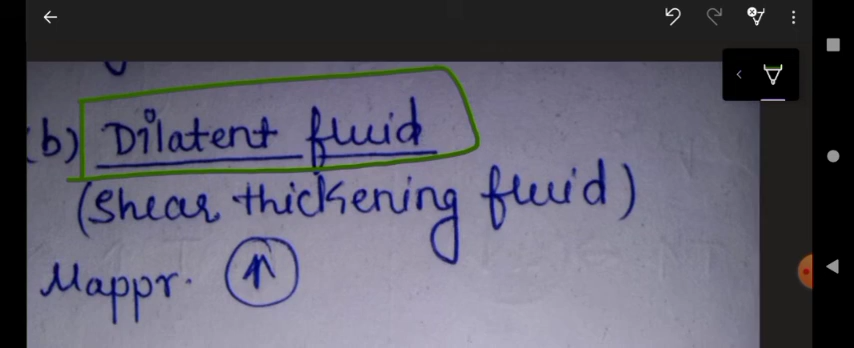 (b) Dilatent fluid
(Shear thickening fluid)
Mappr. ↑